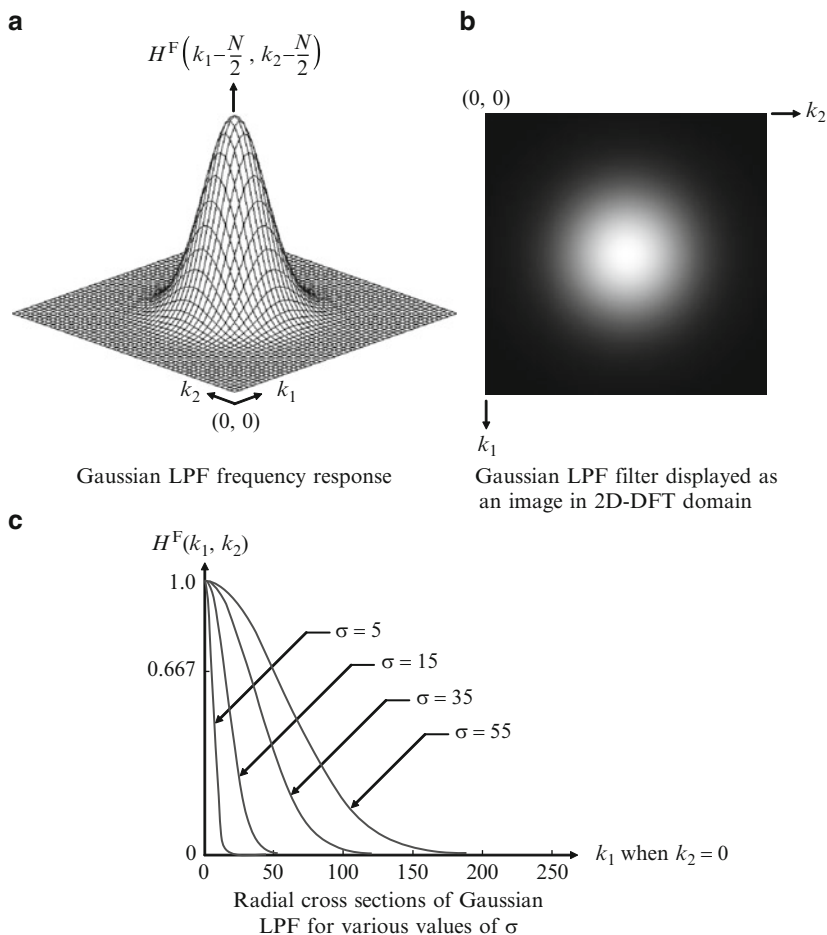 a
H^F(k_1 − N/2, k_2 − N/2)
k_2
k_1
(0, 0)
Gaussian LPF frequency response
b
(0, 0)
k_2
k_1
Gaussian LPF filter displayed as
an image in 2D-DFT domain
c
H^F(k_1, k_2)
1.0
0.667
0
σ = 5
σ = 15
σ = 35
σ = 55
0 50 100 150 200 250
k_1 when k_2 = 0
Radial cross sections of Gaussian
LPF for various values of σ